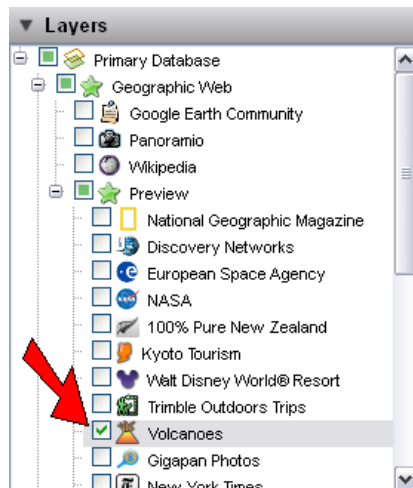 Layers
Primary Database
Geographic Web
Google Earth Community
Panoramio
Wikipedia
Preview
National Geographic Magazine
Discovery Networks
European Space Agency
NASA
100% Pure New Zealand
Kyoto Tourism
Walt Disney World® Resort
Trimble Outdoors Trips
Volcanoes
Gigapan Photos
New York Times